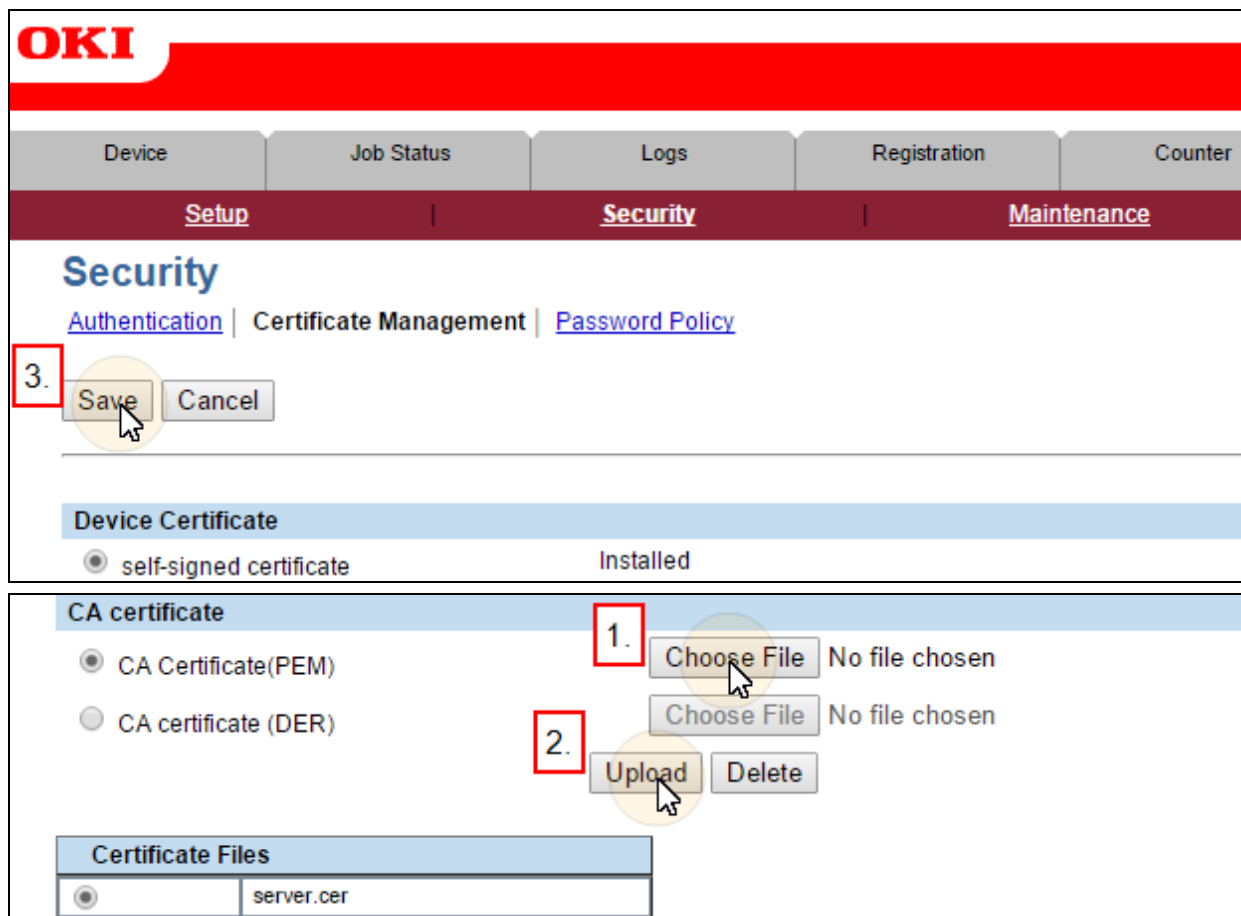 OKI
Device Job Status Logs Registration Counter
Setup | Security | Maintenance
Security
Authentication | Certificate Management | Password Policy
3.
Save Cancel
Device Certificate
self-signed certificate Installed
CA certificate
1.
CA Certificate(PEM) Choose File No file chosen
CA certificate (DER) Choose File No file chosen
2.
Upload Delete
Certificate Files
server.cer